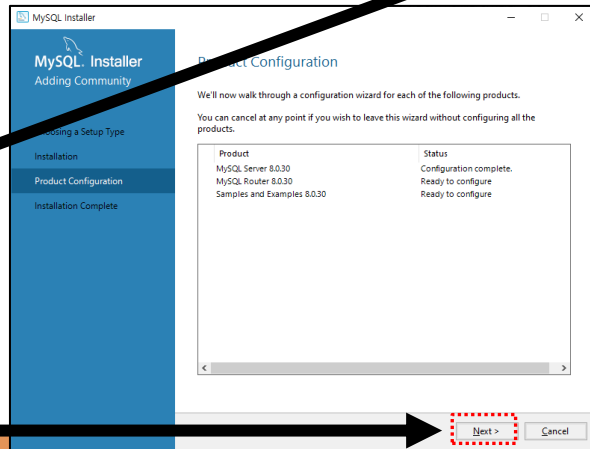 MySQL Installer
MySQL. Installer
Adding Community
Choosing a Setup Type
Installation
Product Configuration
Installation Complete
Product Configuration
We'll now walk through a configuration wizard for each of the following products.
You can cancel at any point if you wish to leave this wizard without configuring all the
products.
Product Status
MySQL Server 8.0.30 Configuration complete.
MySQL Router 8.0.30 Ready to configure
Samples and Examples 8.0.30 Ready to configure
Next > Cancel